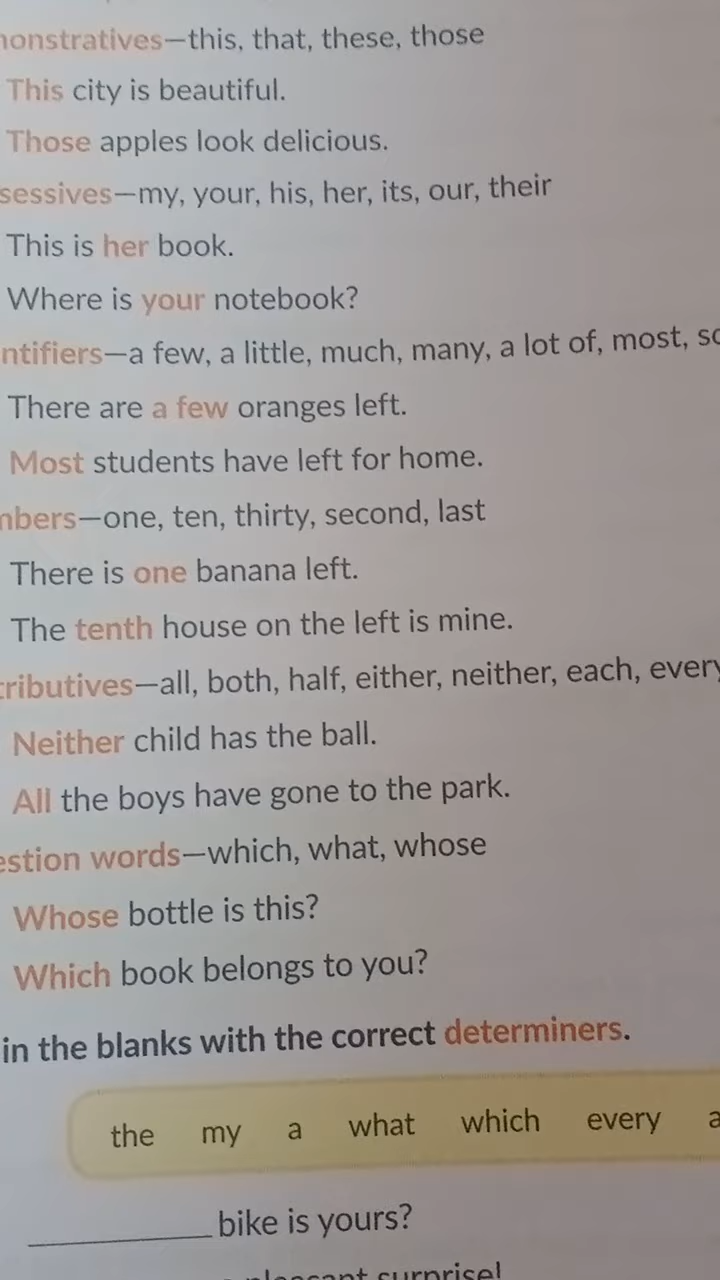 monstratives—this, that, these, those
This city is beautiful.
Those apples look delicious.
sessives—my, your, his, her, its, our, their
This is her book.
Where is your notebook?
ntifiers—a few, a little, much, many, a lot of, most,
There are a few oranges left.
Most students have left for home.
mbers—one, ten, thirty, second, last
There is one banana left.
The tenth house on the left is mine.
tributives—all, both, half, either, neither, each, every
Neither child has the ball.
All the boys have gone to the park.
estion words—which, what, whose
Whose bottle is this?
Which book belongs to you?
in the blanks with the correct determiners.
the my a what which every
bike is yours?
pleasant surprise!